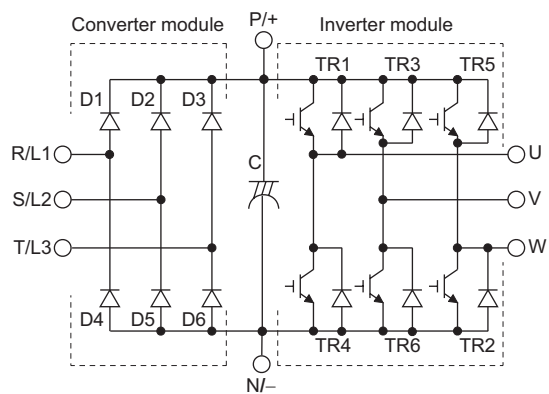 Converter module
P/+
Inverter module
D1
D2
D3
TR1
TR3
TR5
R/L1
C
U
S/L2
V
T/L3
W
D4
D5
D6
TR4
TR6
TR2
N/−